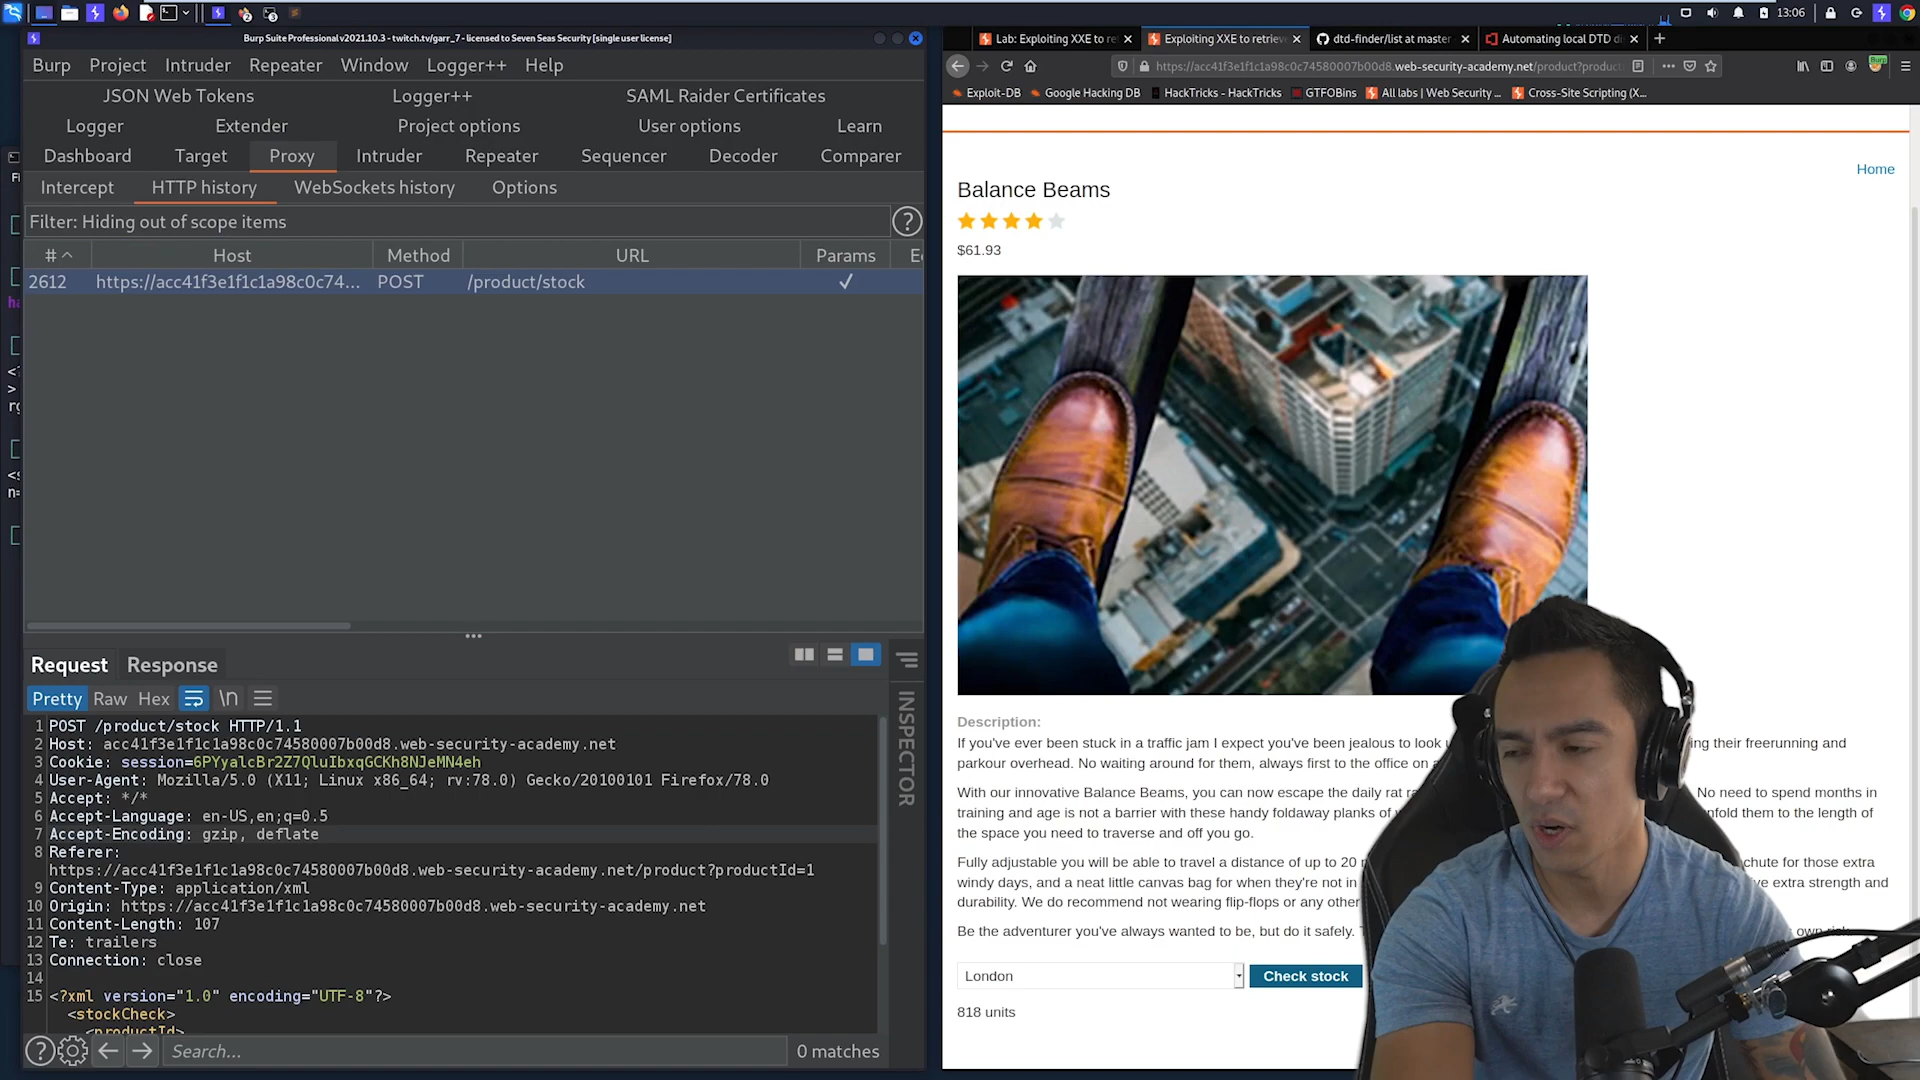 13:06
Burp Suite Professional v2021.10.3 - twitch.tv/garr_7 - licensed to Seven Seas Security [single user license]
Burp Project Intruder Repeater Window Logger++ Help
JSON Web Tokens Logger++ SAML Raider Certificates
Logger Extender Project options User options Learn
Dashboard Target Proxy Intruder Repeater Sequencer Decoder Comparer
Intercept HTTP history WebSockets history Options
Filter: Hiding out of scope items
?
# Host Method URL Params
2612 https://acc41f3e1f1c1a98c0c74... POST /product/stock ✓
Request Response
Pretty Raw Hex \n
INSPECTOR
1 POST /product/stock HTTP/1.1
2 Host: acc41f3e1f1c1a98c0c74580007b00d8.web-security-academy.net
3 Cookie: session=6PYyalcBr2Z7QluIbxqGCKh8NJeMN4eh
4 User-Agent: Mozilla/5.0 (X11; Linux x86_64; rv:78.0) Gecko/20100101 Firefox/78.0
5 Accept: */*
6 Accept-Language: en-US,en;q=0.5
7 Accept-Encoding: gzip, deflate
8 Referer:
https://acc41f3e1f1c1a98c0c74580007b00d8.web-security-academy.net/product?productId=1
9 Content-Type: application/xml
10 Origin: https://acc41f3e1f1c1a98c0c74580007b00d8.web-security-academy.net
11 Content-Length: 107
12 Te: trailers
13 Connection: close
14
15 <?xml version="1.0" encoding="UTF-8"?>
<stockCheck>
<productId>
? Search... 0 matches
Lab: Exploiting XXE to re Exploiting XXE to retriev dtd-finder/list at master Automating local DTD di
https://acc41f3e1f1c1a98c0c74580007b00d8.web-security-academy.net/product?product
Exploit-DB Google Hacking DB HackTricks - HackTricks GTFOBins All labs | Web Security ... Cross-Site Scripting (X...
Burp
Home
Balance Beams
$61.93
Description:
If you've ever been stuck in a traffic jam I expect you've been jealous to look ing their freerunning and
parkour overhead. No waiting around for them, always first to the office on
With our innovative Balance Beams, you can now escape the daily rat No need to spend months in
training and age is not a barrier with these handy foldaway planks of nfold them to the length of
the space you need to traverse and off you go.
Fully adjustable you will be able to travel a distance of up to 20 chute for those extra
windy days, and a neat little canvas bag for when they're not in ve extra strength and
durability. We do recommend not wearing flip-flops or any other
Be the adventurer you've always wanted to be, but do it safely. own
London Check stock
818 units